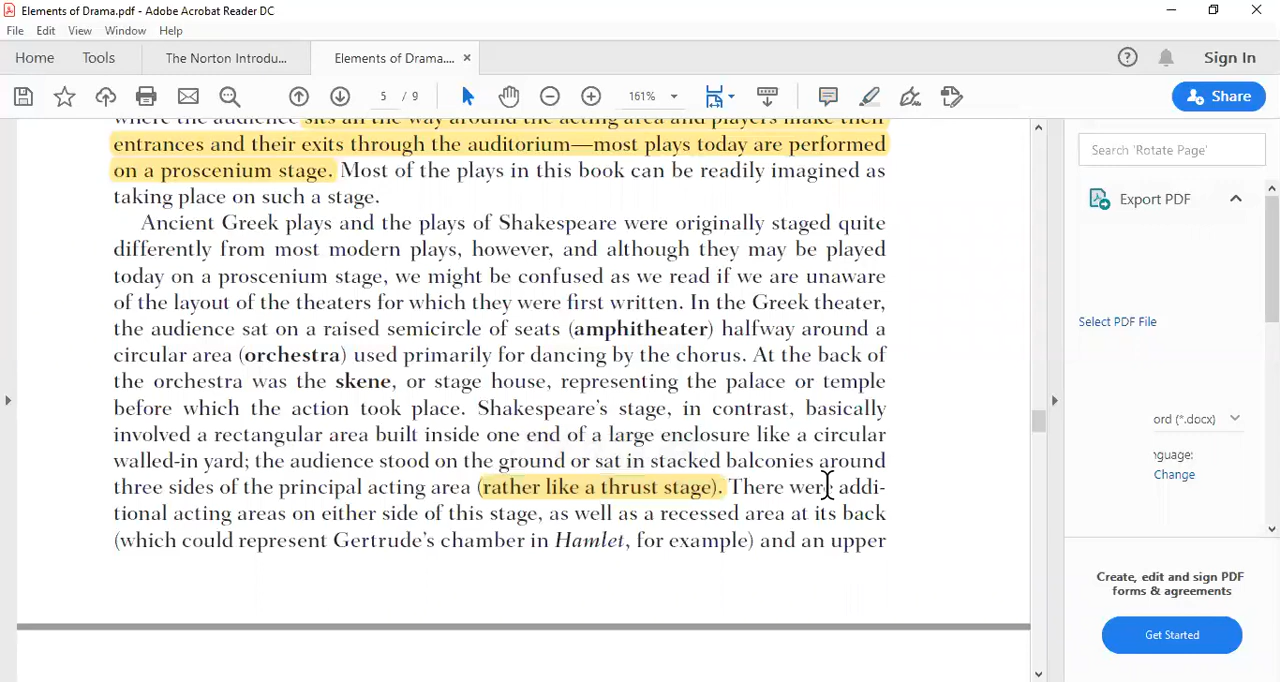 Elements of Drama.pdf - Adobe Acrobat Reader DC
File Edit View Window Help
Home Tools The Norton Introdu... Elements of Drama.... × Sign In
5 / 9 161% Share
where the audience sits all the way around the acting area and players make their
entrances and their exits through the auditorium—most plays today are performed
on a proscenium stage. Most of the plays in this book can be readily imagined as
taking place on such a stage.
Ancient Greek plays and the plays of Shakespeare were originally staged quite
differently from most modern plays, however, and although they may be played
today on a proscenium stage, we might be confused as we read if we are unaware
of the layout of the theaters for which they were first written. In the Greek theater,
the audience sat on a raised semicircle of seats (amphitheater) halfway around a
circular area (orchestra) used primarily for dancing by the chorus. At the back of
the orchestra was the skene, or stage house, representing the palace or temple
before which the action took place. Shakespeare's stage, in contrast, basically
involved a rectangular area built inside one end of a large enclosure like a circular
walled-in yard; the audience stood on the ground or sat in stacked balconies around
three sides of the principal acting area (rather like a thrust stage). There were addi-
tional acting areas on either side of this stage, as well as a recessed area at its back
(which could represent Gertrude's chamber in Hamlet, for example) and an upper
Search 'Rotate Page'
Export PDF
Select PDF File
ord (*.docx)
nguage:
Change
Create, edit and sign PDF
forms & agreements
Get Started